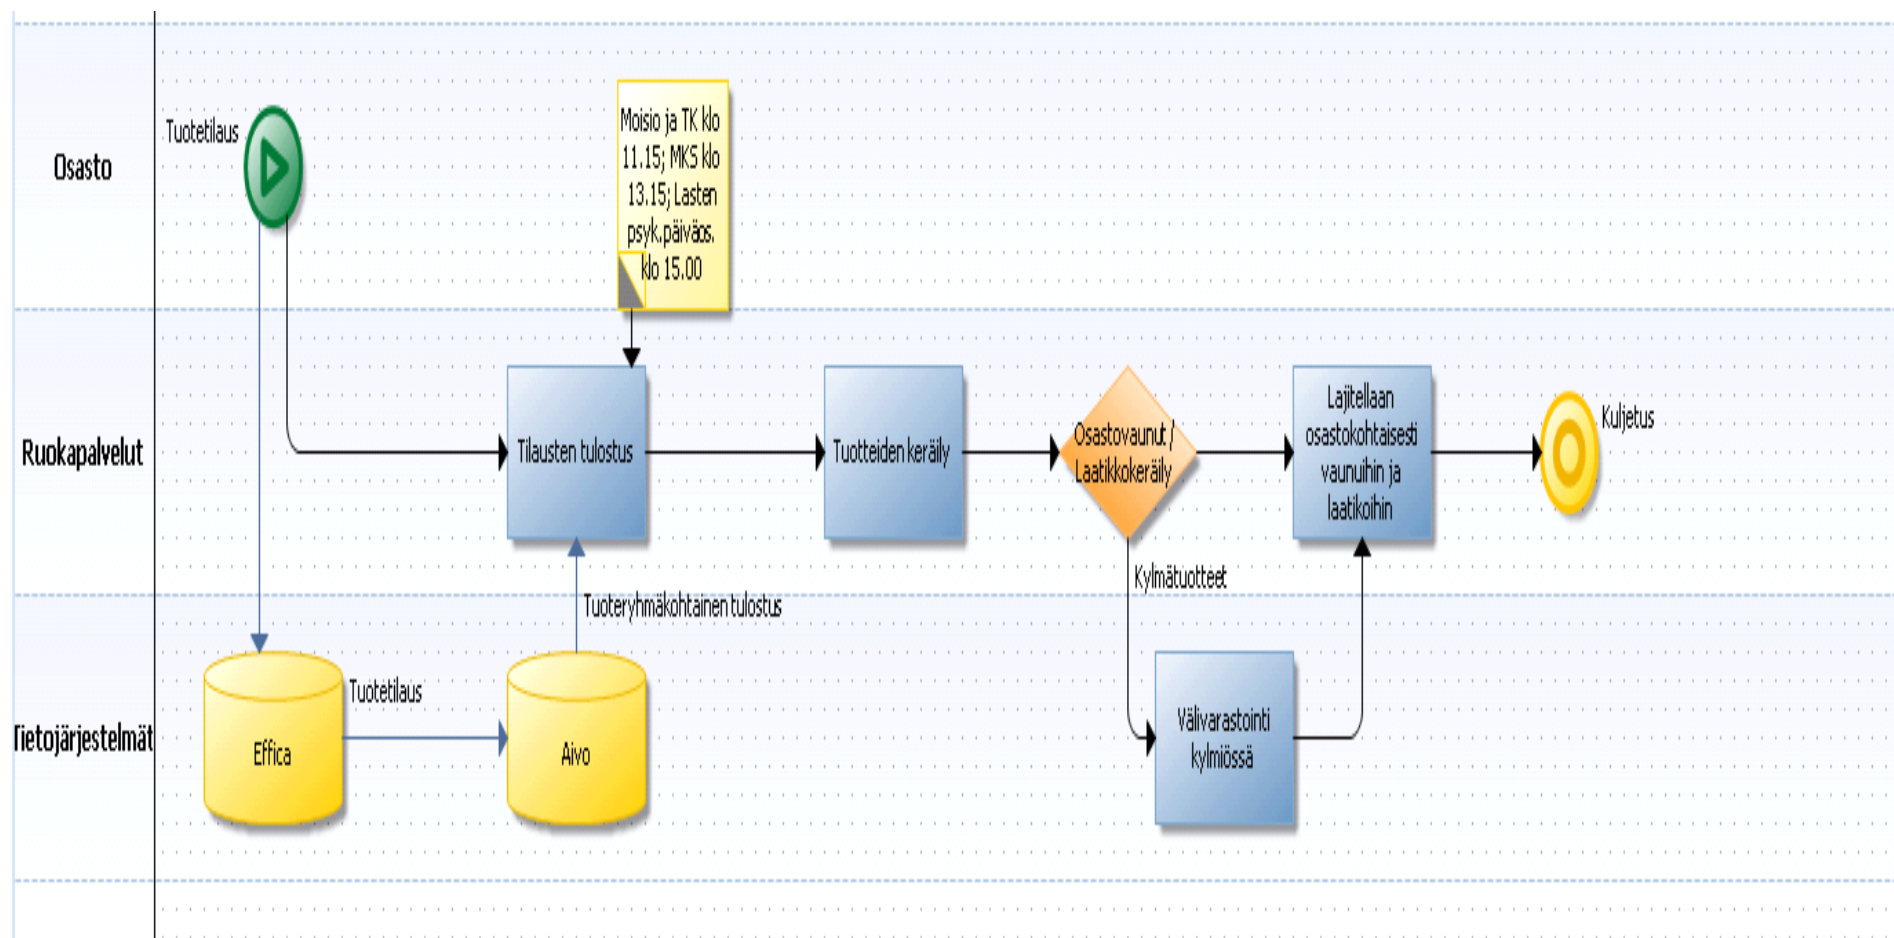 Osasto
Tuotetilaus
Moisio ja TK klo
11.15; MKS klo
13.15; Lasten
psyk.päiväos.
klo 15.00
Ruokapalvelut
Tilausten tulostus
Tuotteiden keräily
Osastovaunut /
Laatikkokeräily
Lajitellaan
osastokohtaisesti
vaunuihin ja
laatikoihin
Kuljetus
Kylmätuotteet
Tuoteryhmäkohtainen tulostus
Tietojärjestelmät
Effica
Tuotetilaus
Aivo
Välivarastointi
kylmiössä